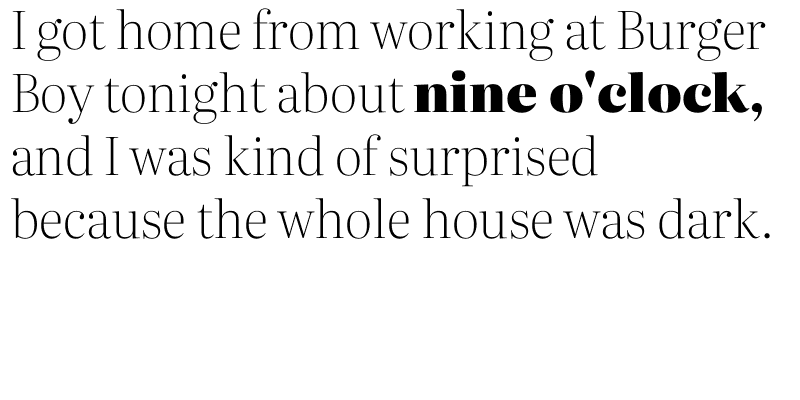 I got home from working at Burger
Boy tonight about nine o'clock,
and I was kind of surprised
because the whole house was dark.